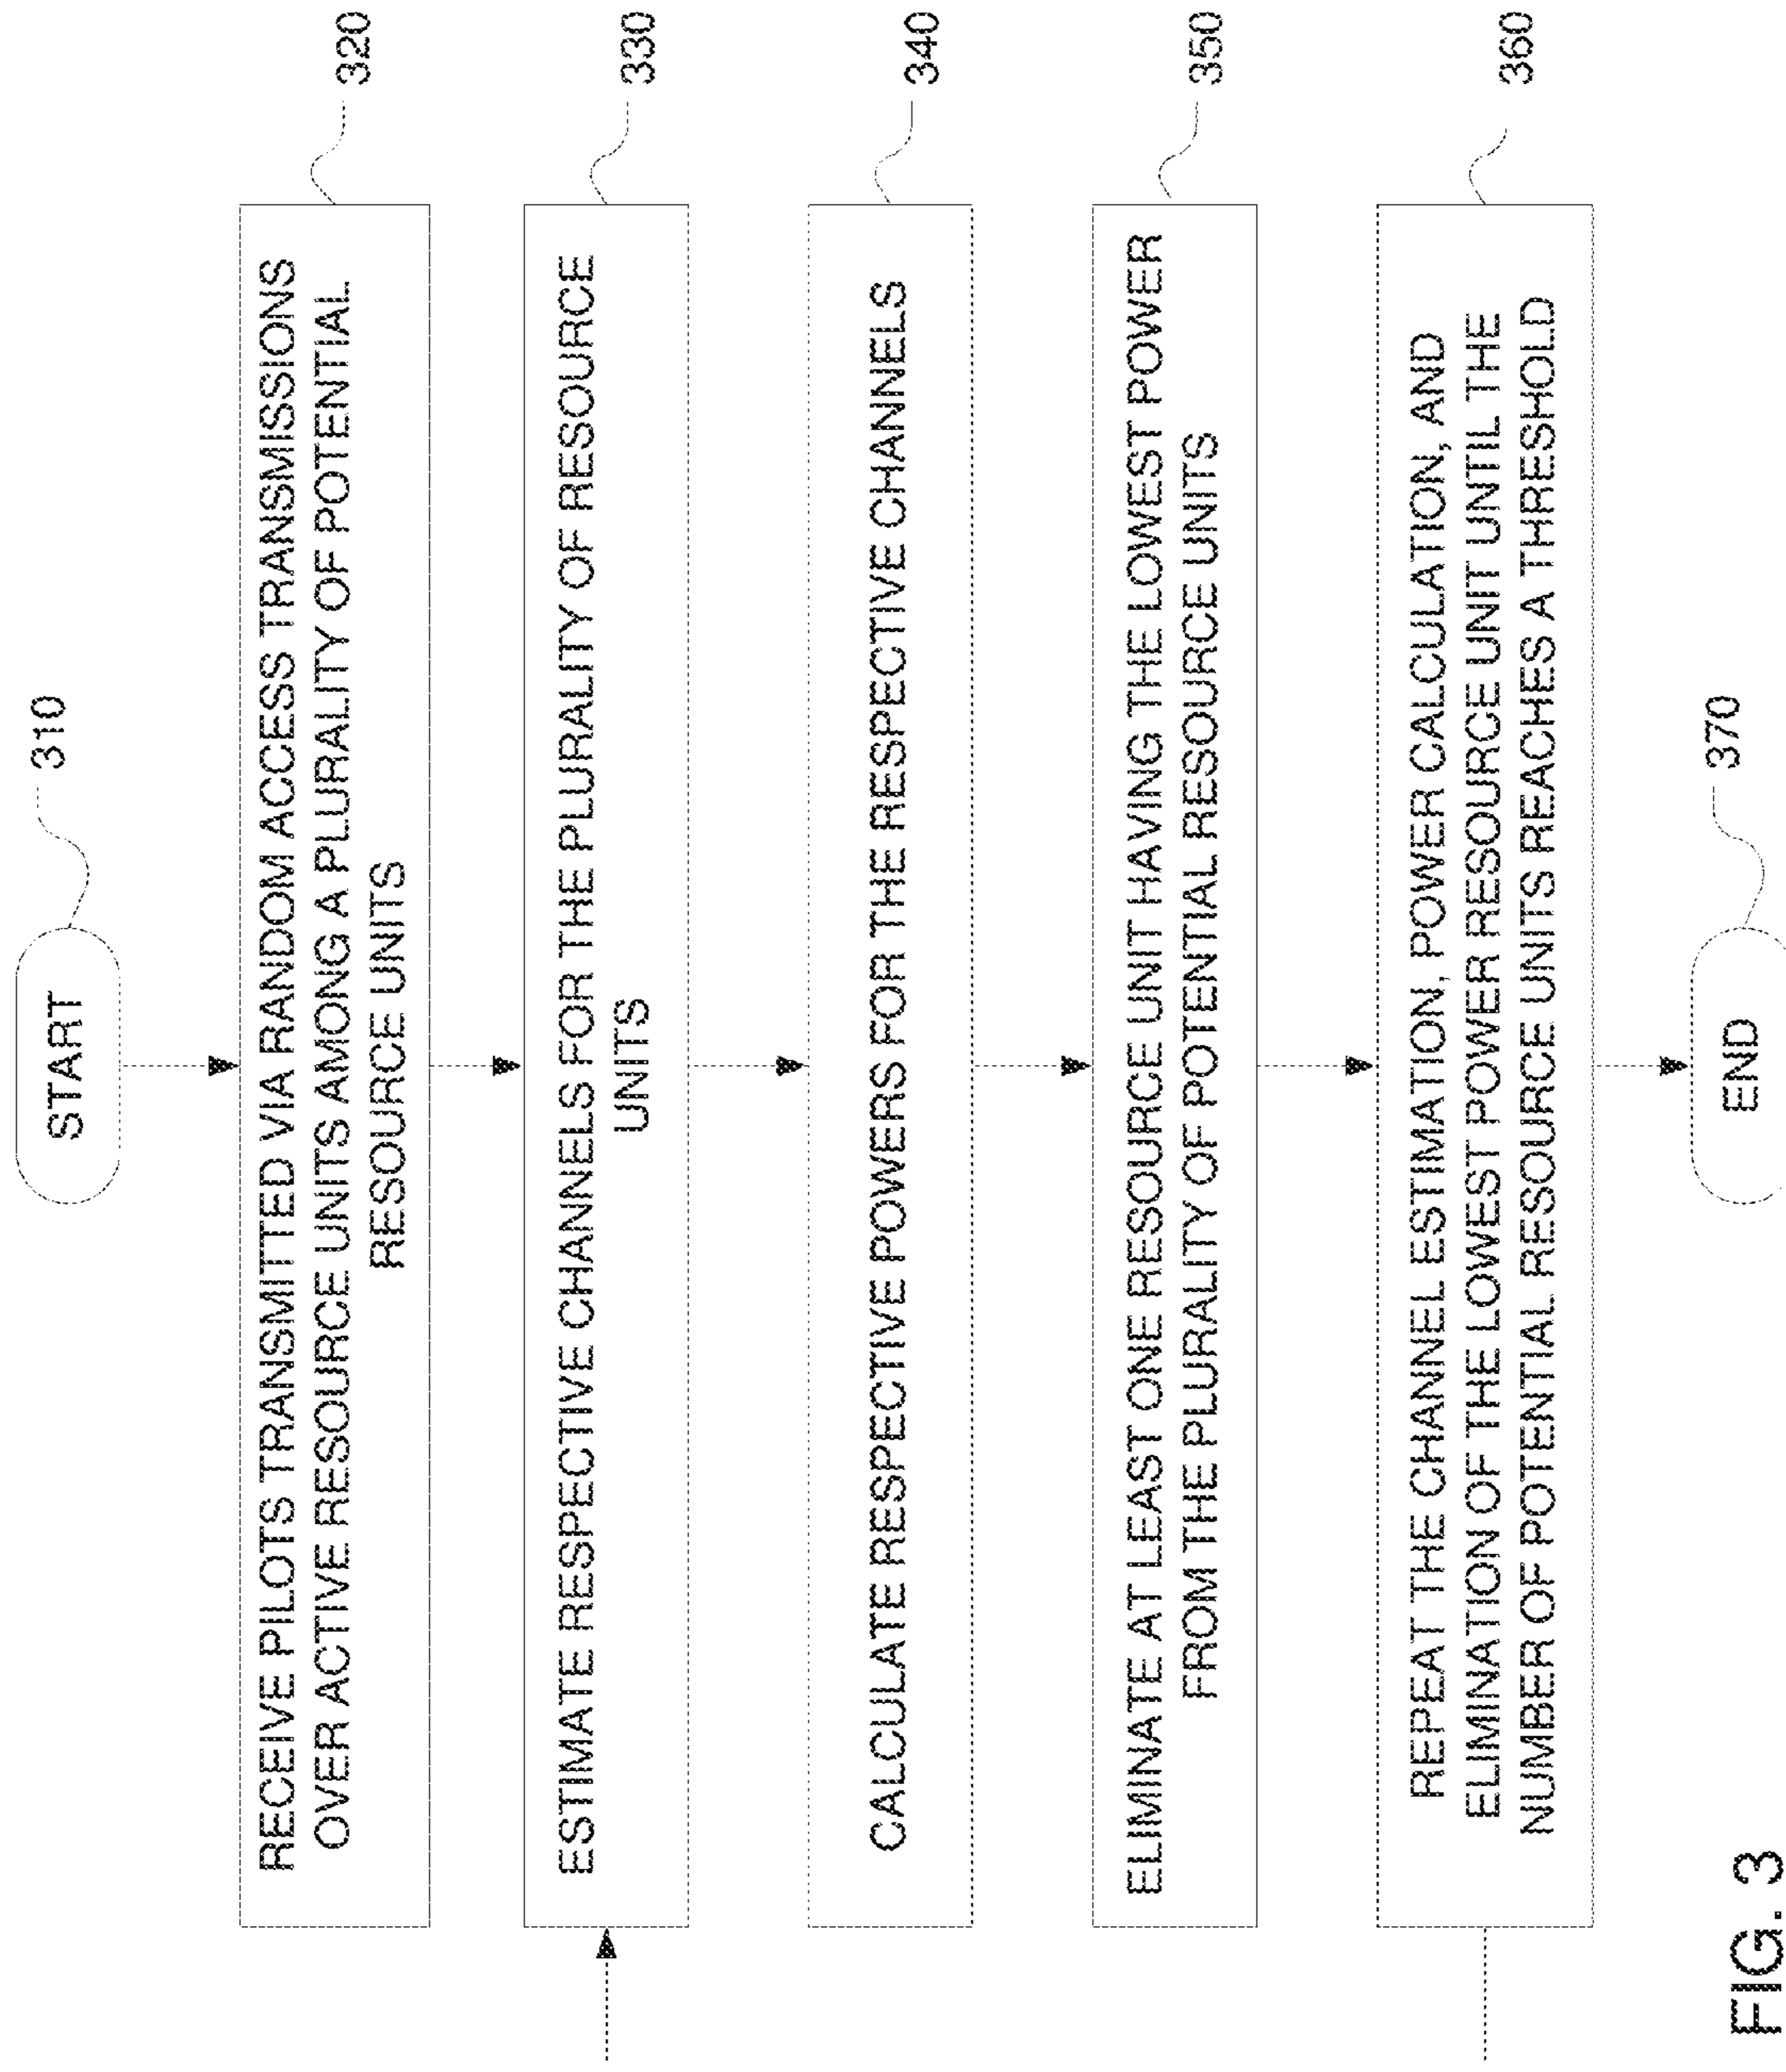 START
310
RECEIVE PILOTS TRANSMITTED VIA RANDOM ACCESS TRANSMISSIONS
OVER ACTIVE RESOURCE UNITS AMONG A PLURALITY OF POTENTIAL
RESOURCE UNITS
320
ESTIMATE RESPECTIVE CHANNELS FOR THE PLURALITY OF RESOURCE
UNITS
330
CALCULATE RESPECTIVE POWERS FOR THE RESPECTIVE CHANNELS
340
ELIMINATE AT LEAST ONE RESOURCE UNIT HAVING THE LOWEST POWER
FROM THE PLURALITY OF POTENTIAL RESOURCE UNITS
350
REPEAT THE CHANNEL ESTIMATION, POWER CALCULATION, AND
ELIMINATION OF THE LOWEST POWER RESOURCE UNIT UNTIL THE
NUMBER OF POTENTIAL RESOURCE UNITS REACHES A THRESHOLD
360
END
370
FIG. 3